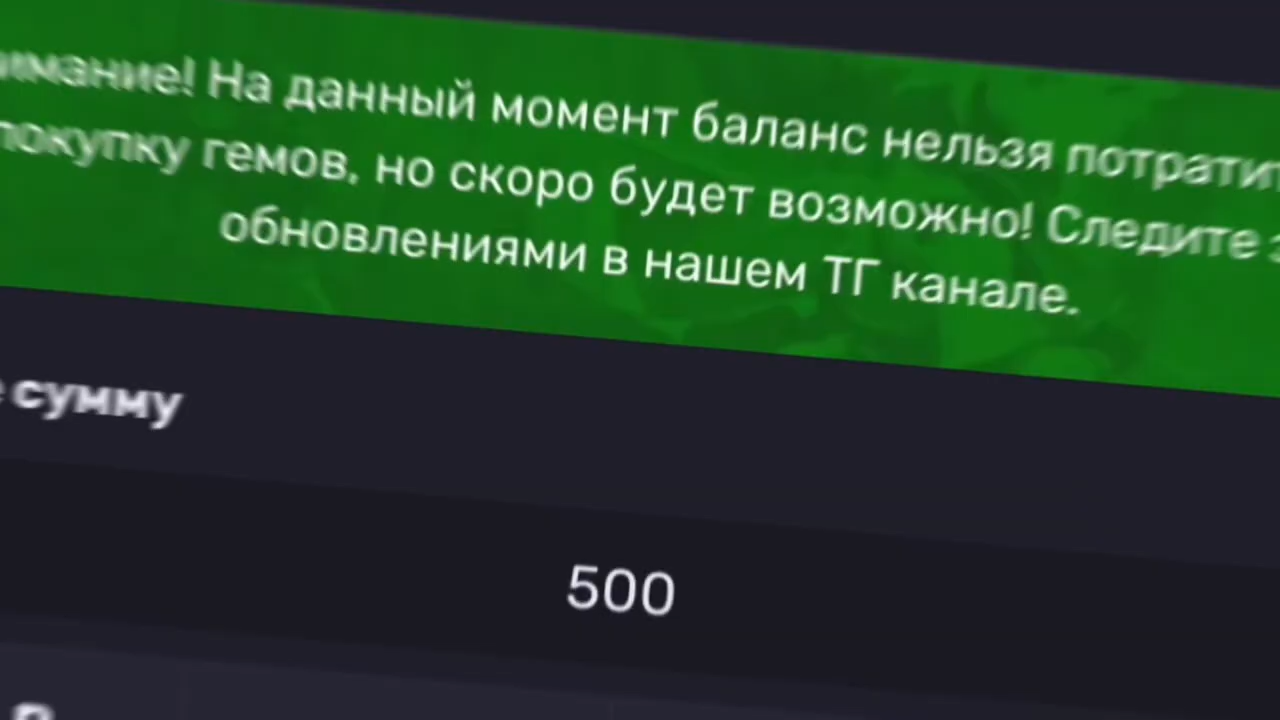 нимание! На данный момент баланс нельзя потратит
покупку гемов, но скоро будет возможно! Следите з
обновлениями в нашем ТГ канале.
е сумму
500